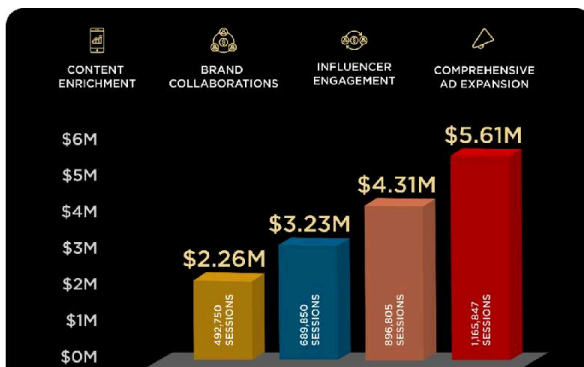 CONTENT
ENRICHMENT
BRAND
COLLABORATIONS
INFLUENCER
ENGAGEMENT
COMPREHENSIVE
AD EXPANSION
$6M
$5M
$4M
$3M
$2M
$1M
$0M
$2.26M
$3.23M
$4.31M
$5.61M
492,750
SESSIONS
689,850
SESSIONS
896,805
SESSIONS
1,165,847
SESSIONS